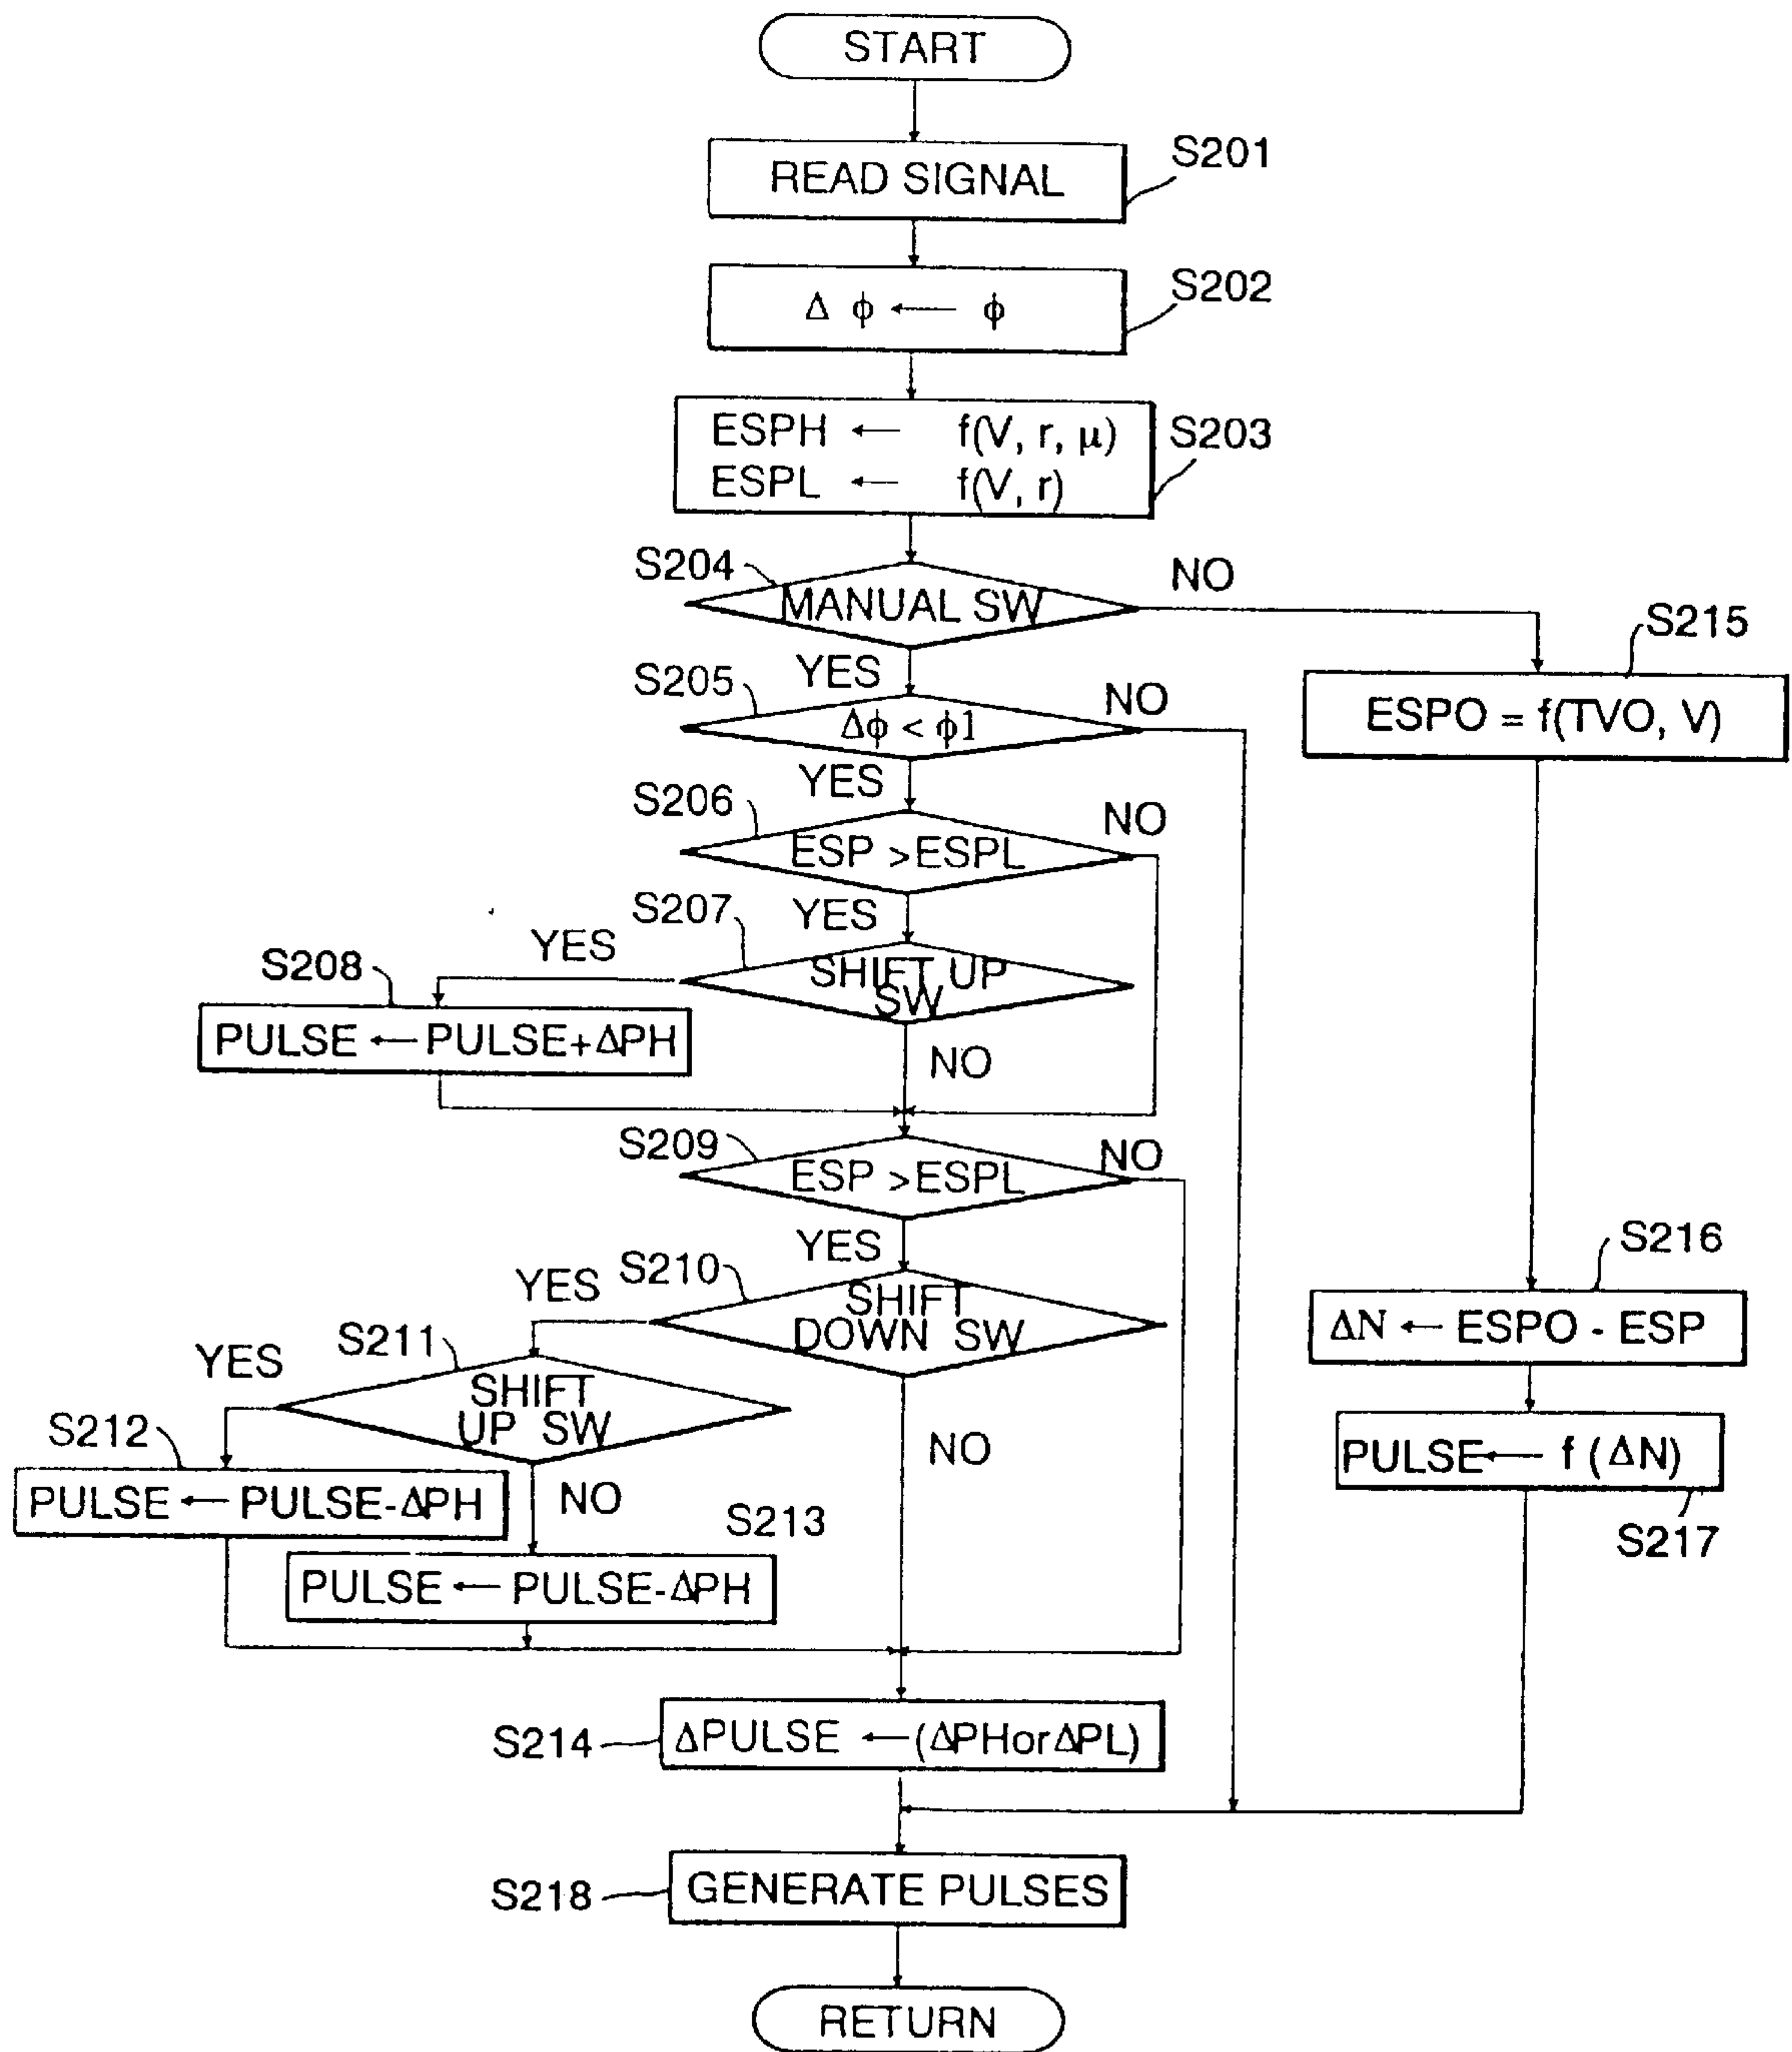 START
READ SIGNAL
S201
Δ ϕ ← ϕ
S202
ESPH ← f(V, r, μ)
ESPL ← f(V, r)
S203
S204
MANUAL SW
NO
YES
S205
Δϕ < ϕ1
NO
YES
S215
ESPO = f(TVO, V)
S206
ESP >ESPL
NO
YES
S207
SHIFT UP
SW
YES
NO
S208
PULSE ← PULSE+ΔPH
S209
ESP >ESPL
NO
YES
S210
SHIFT
DOWN SW
YES
NO
S216
ΔN ← ESPO - ESP
S211
SHIFT
UP SW
YES
NO
S212
PULSE ← PULSE-ΔPH
PULSE ← f (ΔN)
S217
S213
PULSE ← PULSE-ΔPH
S214
ΔPULSE ← (ΔPHorΔPL)
S218
GENERATE PULSES
RETURN